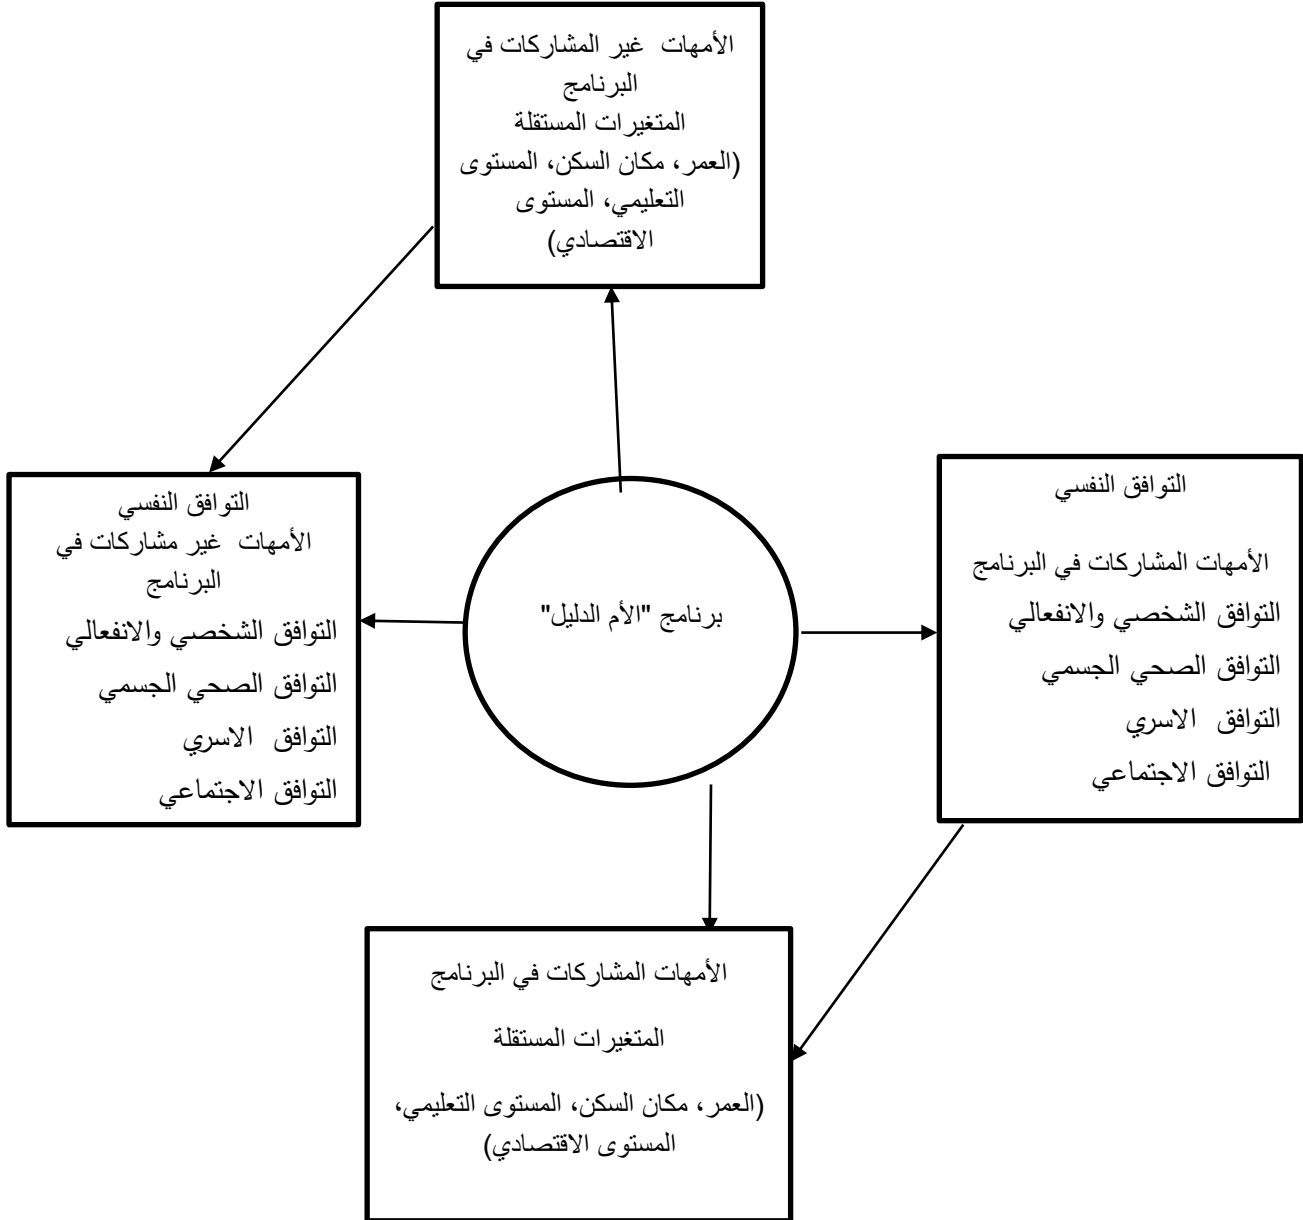 الأمهات غير المشاركات في
البرنامج
المتغيرات المستقلة
(العمر، مكان السكن، المستوى
التعليمي، المستوى
الاقتصادي)
التوافق النفسي
الأمهات المشاركات في البرنامج
التوافق الشخصي والانفعالي
التوافق الصحي الجسمي
التوافق الاسري
التوافق الاجتماعي
برنامج "الأم الدليل"
التوافق النفسي
الأمهات غير مشاركات في
البرنامج
التوافق الشخصي والانفعالي
التوافق الصحي الجسمي
التوافق الاسري
التوافق الاجتماعي
الأمهات المشاركات في البرنامج
المتغيرات المستقلة
(العمر، مكان السكن، المستوى التعليمي،
المستوى الاقتصادي)